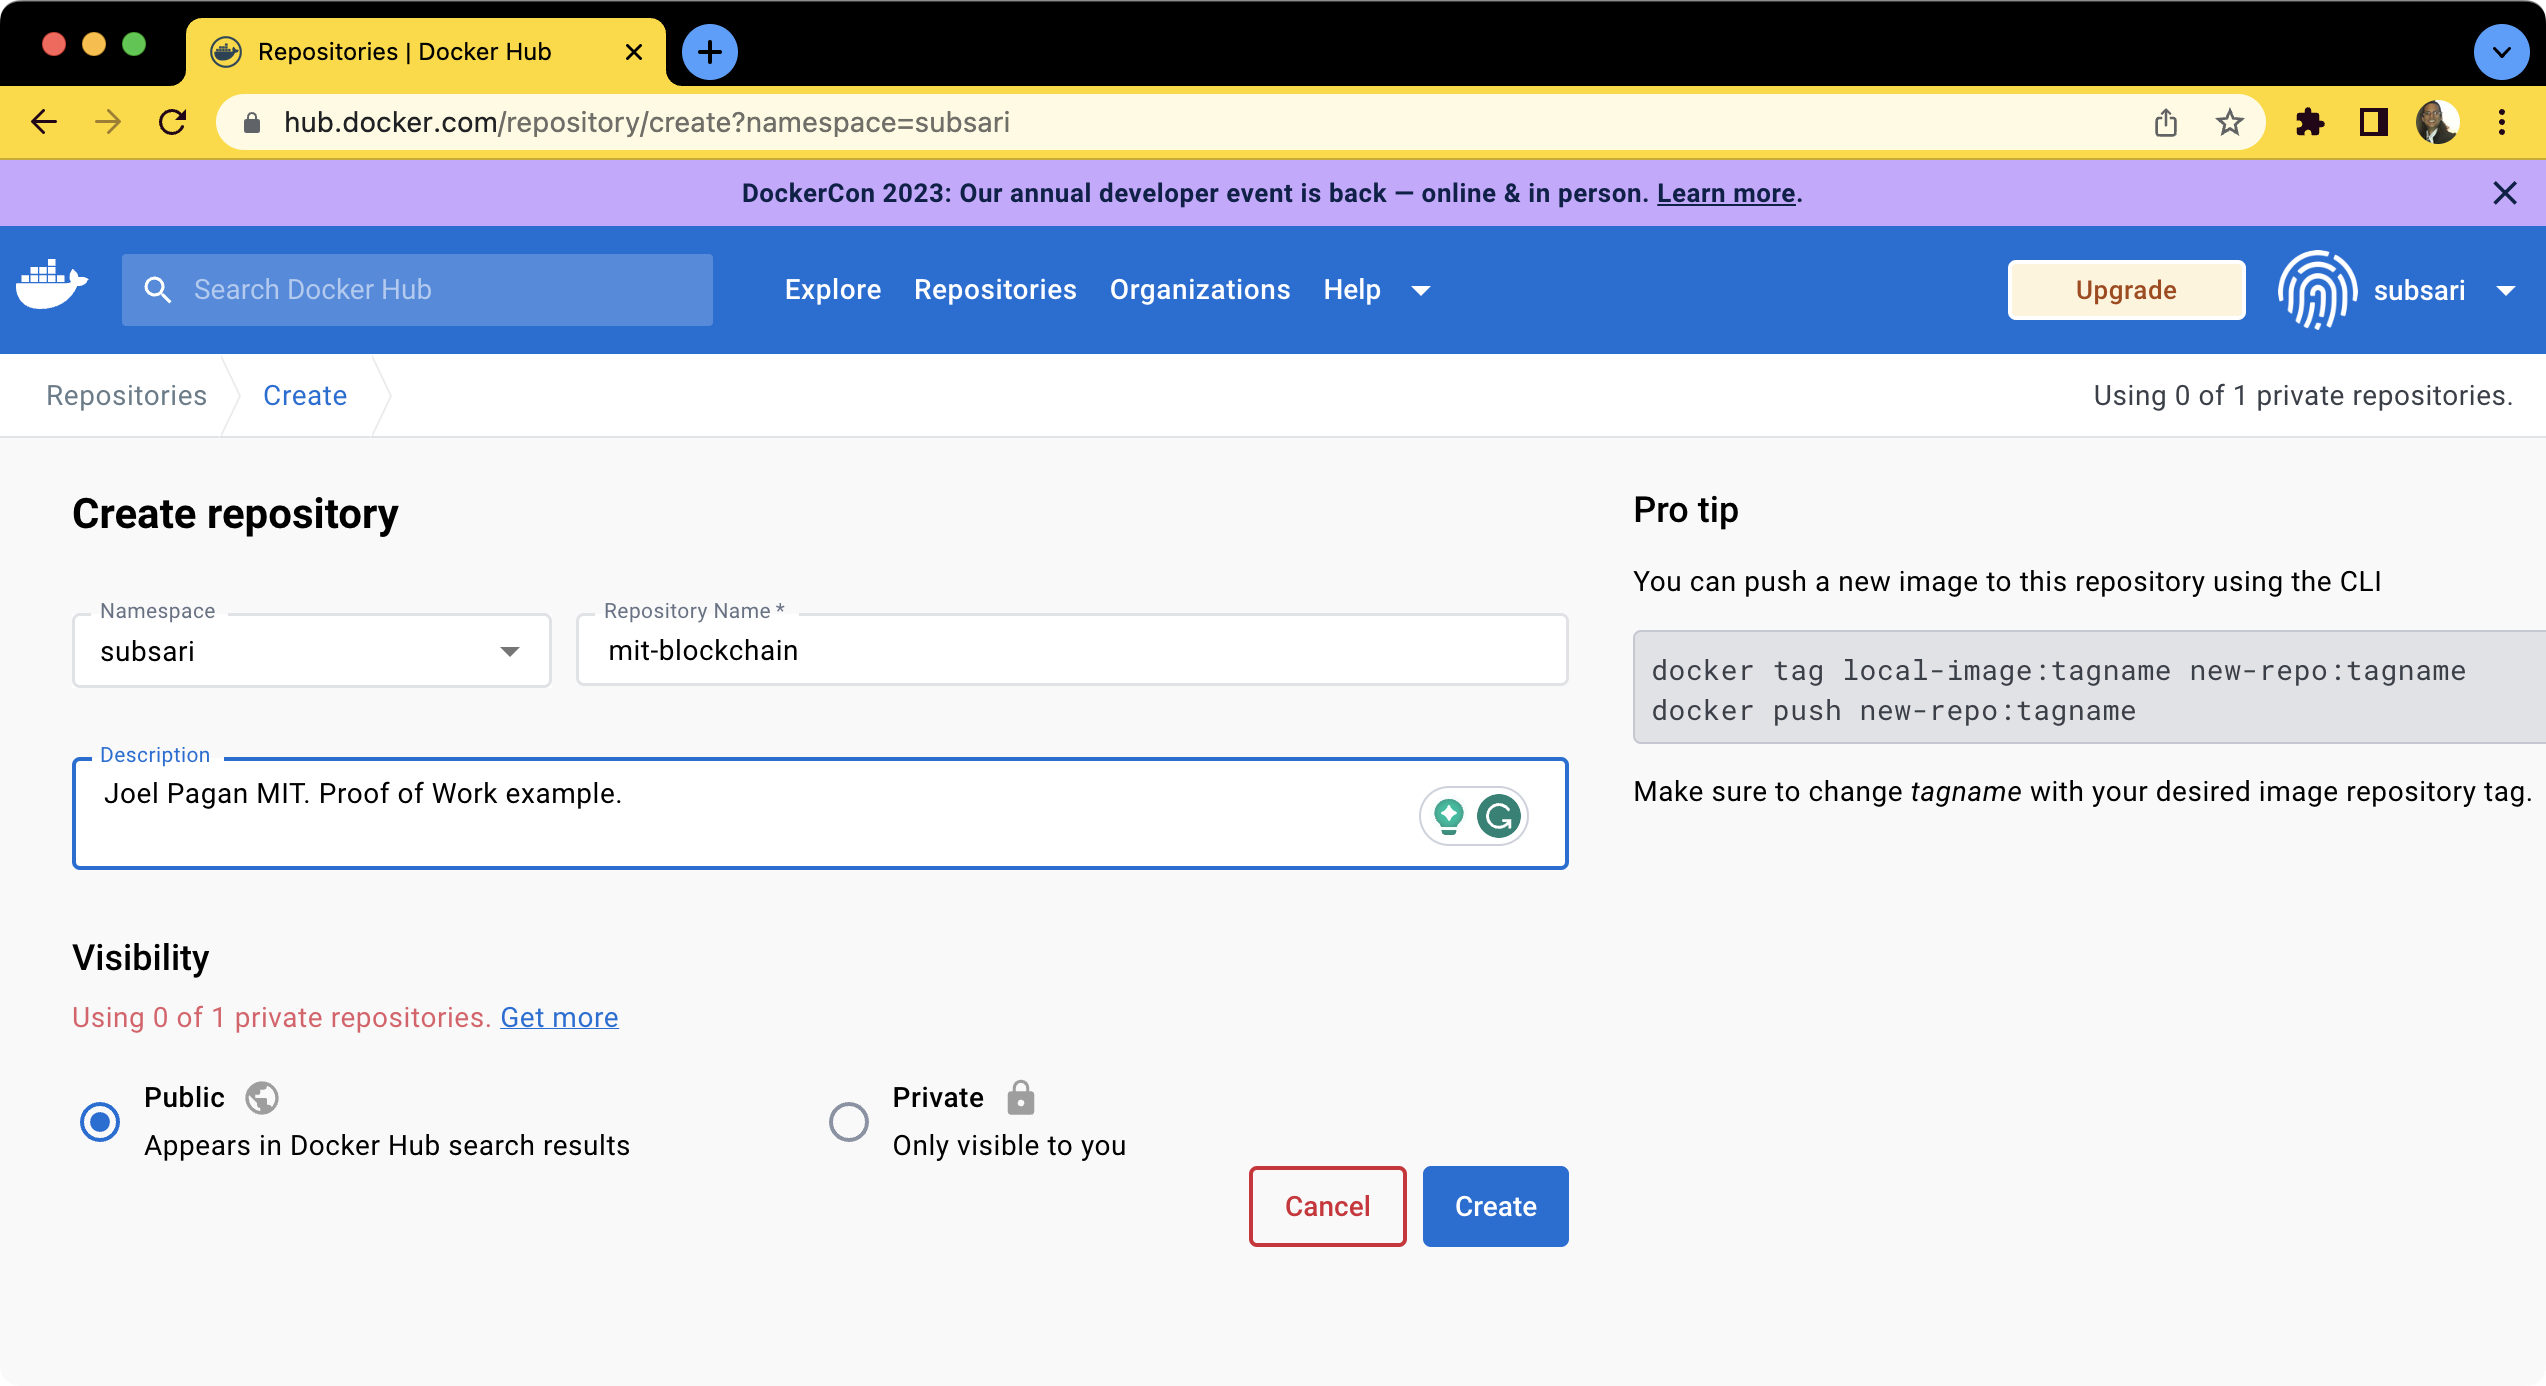 Repositories | Docker Hub
hub.docker.com/repository/create?namespace=subsari
DockerCon 2023: Our annual developer event is back — online & in person. Learn more.
Search Docker Hub
Explore Repositories Organizations Help
Upgrade
subsari
Repositories Create
Using 0 of 1 private repositories.
Create repository
Namespace
subsari
Repository Name *
mit-blockchain
Description
Joel Pagan MIT. Proof of Work example.
Visibility
Using 0 of 1 private repositories. Get more
Public
Appears in Docker Hub search results
Private
Only visible to you
Cancel
Create
Pro tip
You can push a new image to this repository using the CLI
docker tag local-image:tagname new-repo:tagname
docker push new-repo:tagname
Make sure to change tagname with your desired image repository tag.